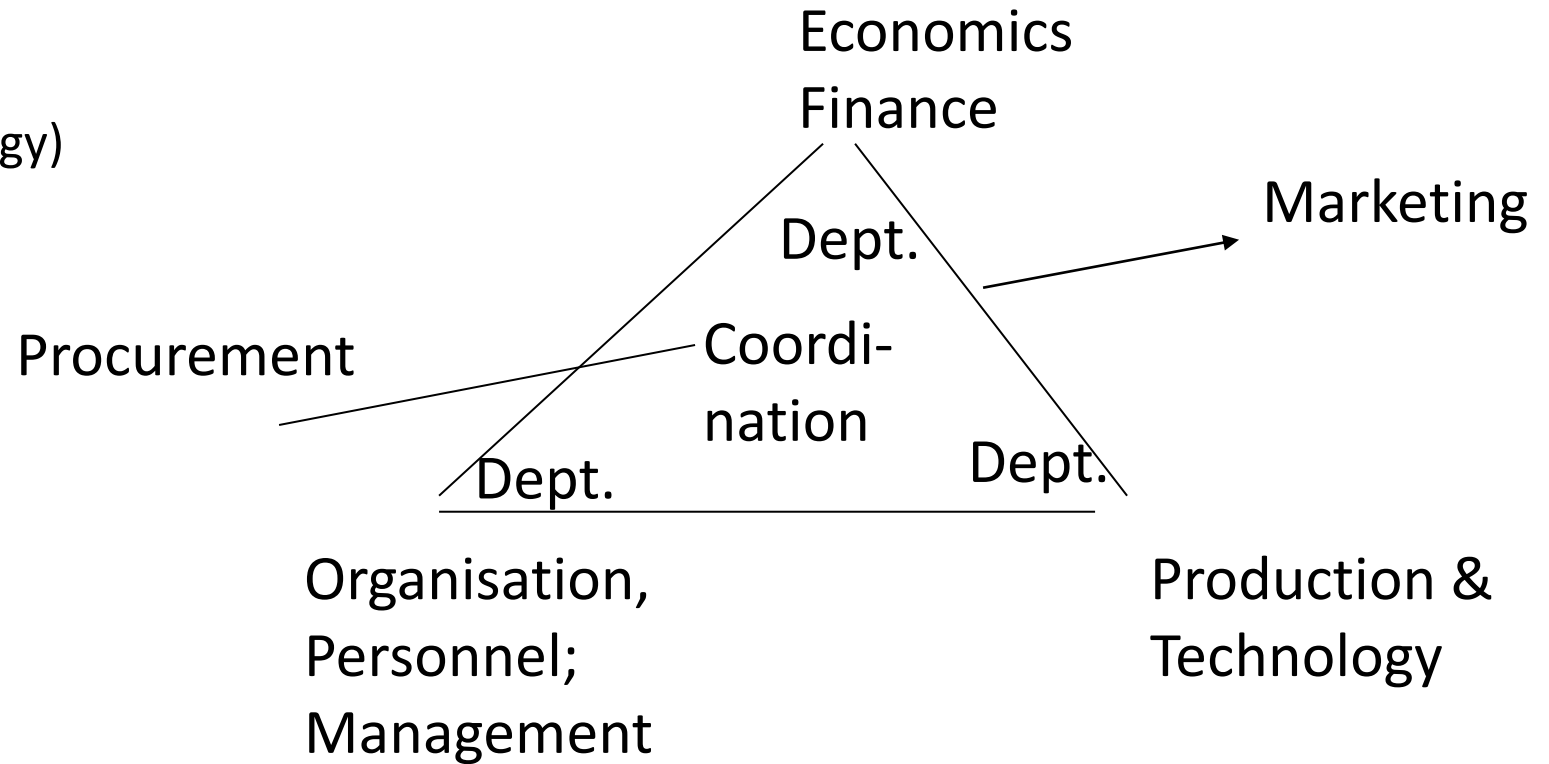 Economics
Finance
gy)
Marketing
Dept.
Procurement
Coordi-
nation
Dept.
Dept.
Organisation,
Personnel;
Management
Production &
Technology